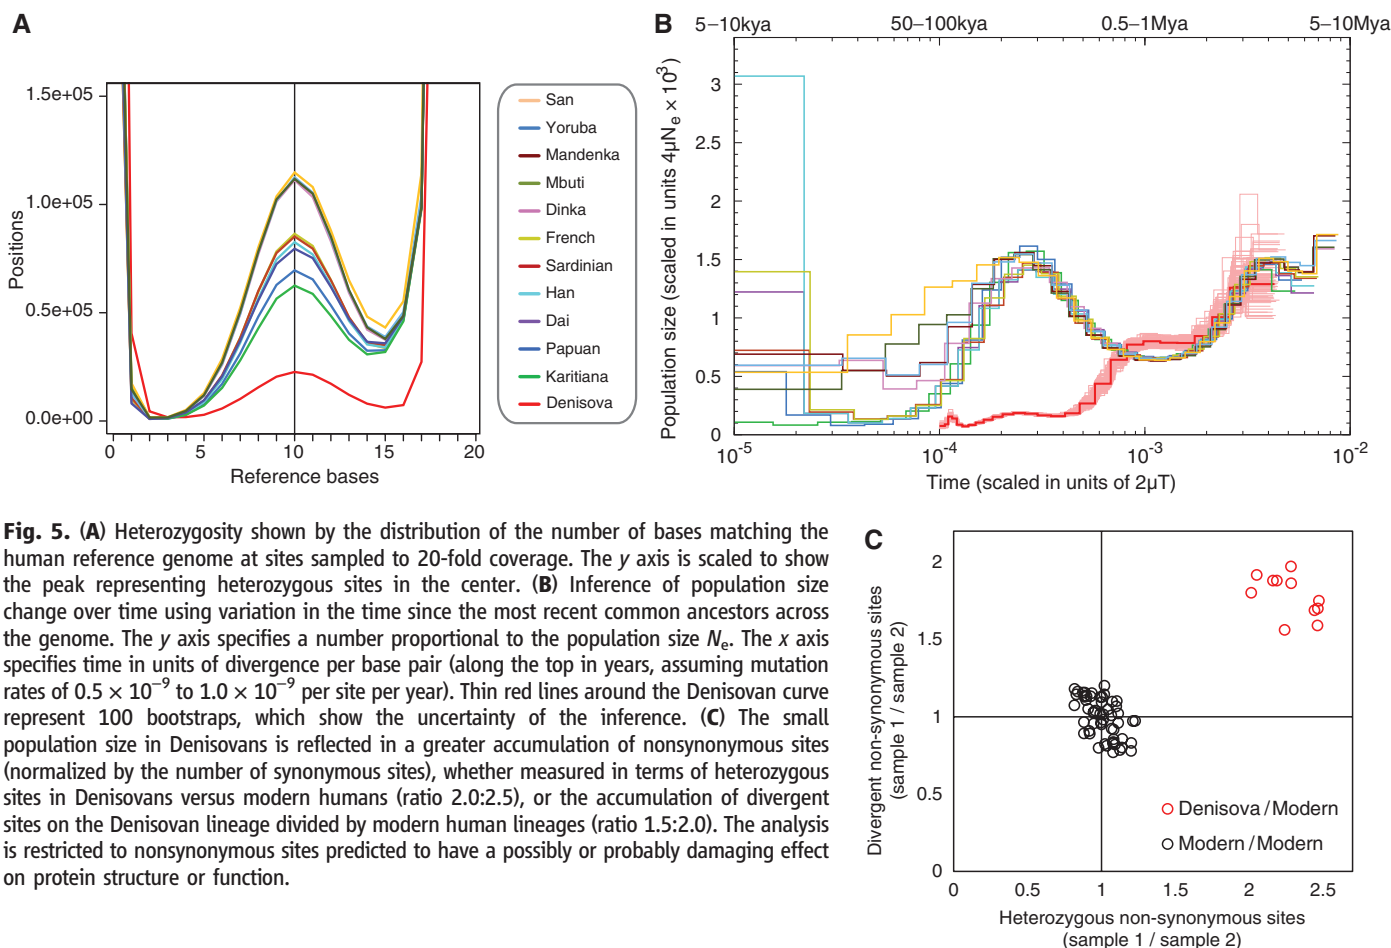 A
1.5e+05
1.0e+05
0.5e+05
0.0e+00
Positions
0 5 10 15 20
Reference bases
San
Yoruba
Mandenka
Mbuti
Dinka
French
Sardinian
Han
Dai
Papuan
Karitiana
Denisova
B
5–10kya 50–100kya 0.5–1Mya 5–10Mya
3
2.5
2
1.5
1
0.5
0
Population size (scaled in units 4μNe × 10³)
10⁻⁵ 10⁻⁴ 10⁻³ 10⁻²
Time (scaled in units of 2μT)
Fig. 5. (A) Heterozygosity shown by the distribution of the number of bases matching the
human reference genome at sites sampled to 20-fold coverage. The y axis is scaled to show
the peak representing heterozygous sites in the center. (B) Inference of population size
change over time using variation in the time since the most recent common ancestors across
the genome. The y axis specifies a number proportional to the population size Ne. The x axis
specifies time in units of divergence per base pair (along the top in years, assuming mutation
rates of 0.5 × 10⁻⁹ to 1.0 × 10⁻⁹ per site per year). Thin red lines around the Denisovan curve
represent 100 bootstraps, which show the uncertainty of the inference. (C) The small
population size in Denisovans is reflected in a greater accumulation of nonsynonymous sites
(normalized by the number of synonymous sites), whether measured in terms of heterozygous
sites in Denisovans versus modern humans (ratio 2.0:2.5), or the accumulation of divergent
sites on the Denisovan lineage divided by modern human lineages (ratio 1.5:2.0). The analysis
is restricted to nonsynonymous sites predicted to have a possibly or probably damaging effect
on protein structure or function.
C
2
1.5
1
0.5
0
Divergent non-synonymous sites
(sample 1 / sample 2)
Denisova/Modern
Modern/Modern
0 0.5 1 1.5 2 2.5
Heterozygous non-synonymous sites
(sample 1 / sample 2)